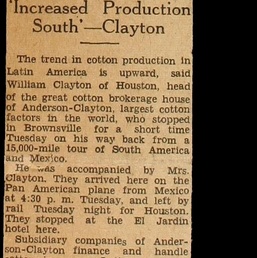 'Increased Production
South'—Clayton
The trend in cotton production in
Latin America is upward, said
William Clayton of Houston, head
of the great cotton brokerage house
of Anderson-Clayton, largest cotton
factors in the world, who stopped
in Brownsville for a short time
Tuesday on his way back from a
15,000-mile tour of South America
and Mexico.
He was accompanied by Mrs.
Clayton. They arrived here on the
Pan American plane from Mexico
at 4:30 p. m. Tuesday, and left by
rail Tuesday night for Houston.
They stopped at the El Jardin
hotel here.
Subsidiary companies of Ander-
son-Clayton finance and handle